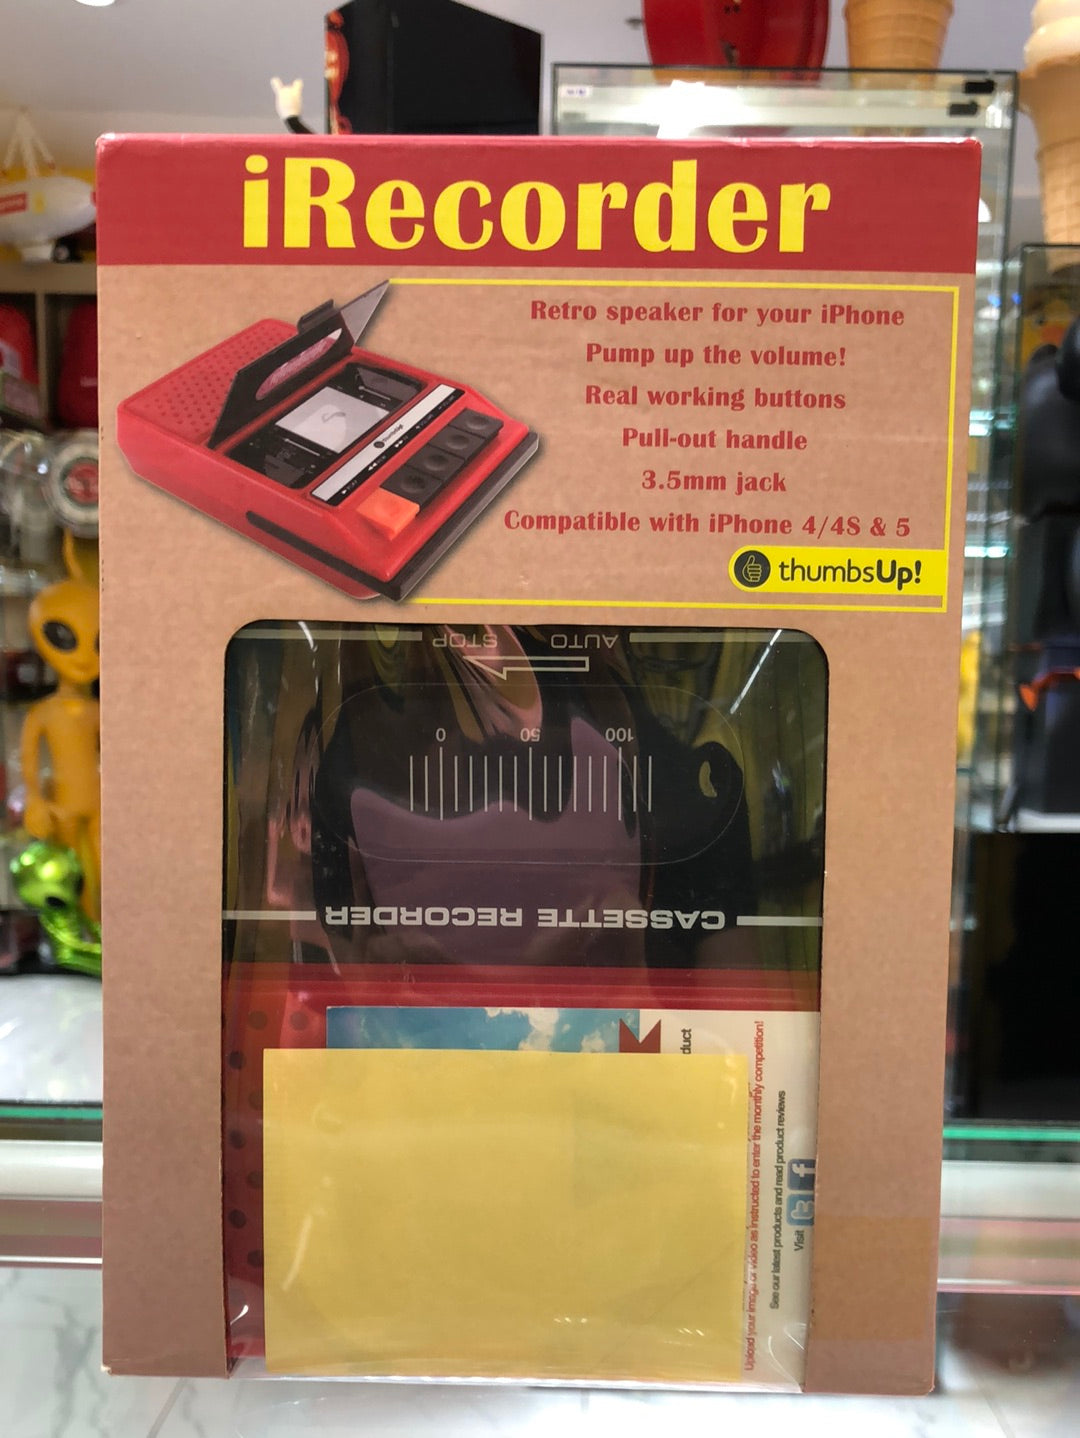 iRecorder
Retro speaker for your iPhone
Pump up the volume!
Real working buttons
Pull-out handle
3.5mm jack
Compatible with iPhone 4/4S & 5
thumbsUp!
thumbsUp!
AUTO STOP
100 50 0
CASSETTE RECORDER
duct
Upload your image or video as instructed to enter the monthly competition!
See our latest products and read product reviews
Visit